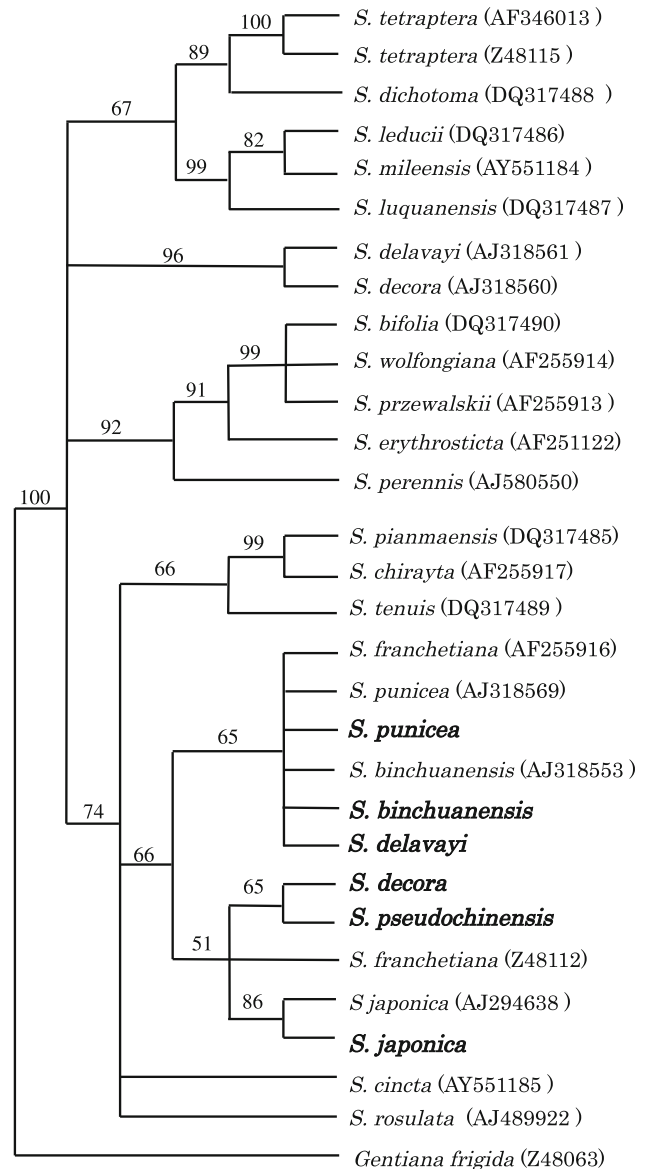 100
S. tetraptera (AF346013 )
89
S. tetraptera (Z48115 )
S. dichotoma (DQ317488 )
67
82
S. leducii (DQ317486)
99
S. mileensis (AY551184 )
S. luquanensis (DQ317487 )
96
S. delavayi (AJ318561 )
S. decora (AJ318560)
S. bifolia (DQ317490)
99
S. wolfongiana (AF255914)
91
S. przewalskii (AF255913 )
92
S. erythrosticta (AF251122)
S. perennis (AJ580550)
100
99
S. pianmaensis (DQ317485)
66
S. chirayta (AF255917)
S. tenuis (DQ317489 )
S. franchetiana (AF255916)
S. punicea (AJ318569)
65
S. punicea
S. binchuanensis (AJ318553 )
74
S. binchuanensis
66
S. delavayi
65
S. decora
S. pseudochinensis
51
S. franchetiana (Z48112)
86
S japonica (AJ294638 )
S. japonica
S. cincta (AY551185 )
S. rosulata (AJ489922 )
Gentiana frigida (Z48063)